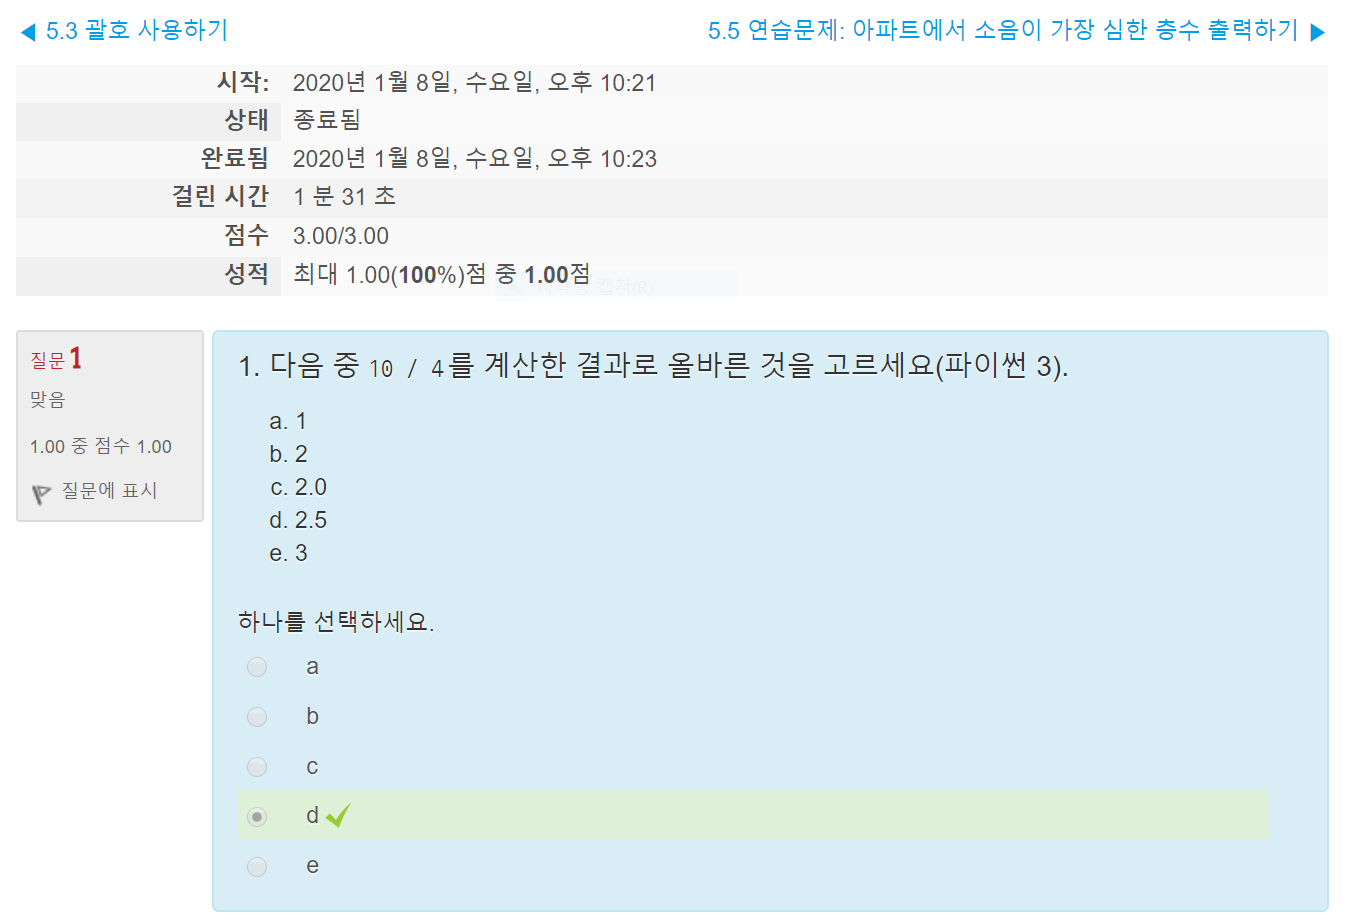 ◀ 5.3 괄호 사용하기
5.5 연습문제: 아파트에서 소음이 가장 심한 층수 출력하기 ▶
시작: 2020년 1월 8일, 수요일, 오후 10:21
상태 종료됨
완료됨 2020년 1월 8일, 수요일, 오후 10:23
걸린 시간 1 분 31 초
점수 3.00/3.00
성적 최대 1.00(100%)점 중 1.00점
질문 1
맞음
1.00 중 점수 1.00
질문에 표시
1. 다음 중 10 / 4를 계산한 결과로 올바른 것을 고르세요(파이썬 3).
a. 1
b. 2
c. 2.0
d. 2.5
e. 3
하나를 선택하세요.
a
b
c
d
e